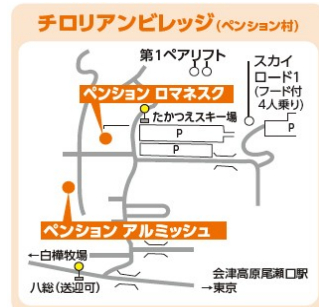 チロリアンビレッジ(ペンション村)
第1ペアリフト
スカイ
ロード1
(フード付
4人乗り)
ペンション ロマネスク
たかつえスキー場
P
P
P
ペンション アルミッシュ
←白樺牧場
八総(送迎可)
会津高原尾瀬口駅
→東京